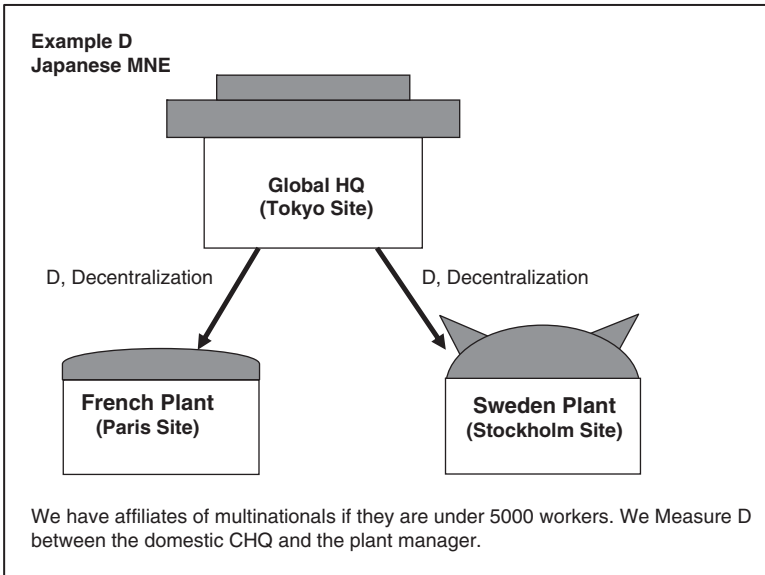 Example D
Japanese MNE
Global HQ
(Tokyo Site)
D, Decentralization
D, Decentralization
French Plant
(Paris Site)
Sweden Plant
(Stockholm Site)
We have affiliates of multinationals if they are under 5000 workers. We Measure D
between the domestic CHQ and the plant manager.